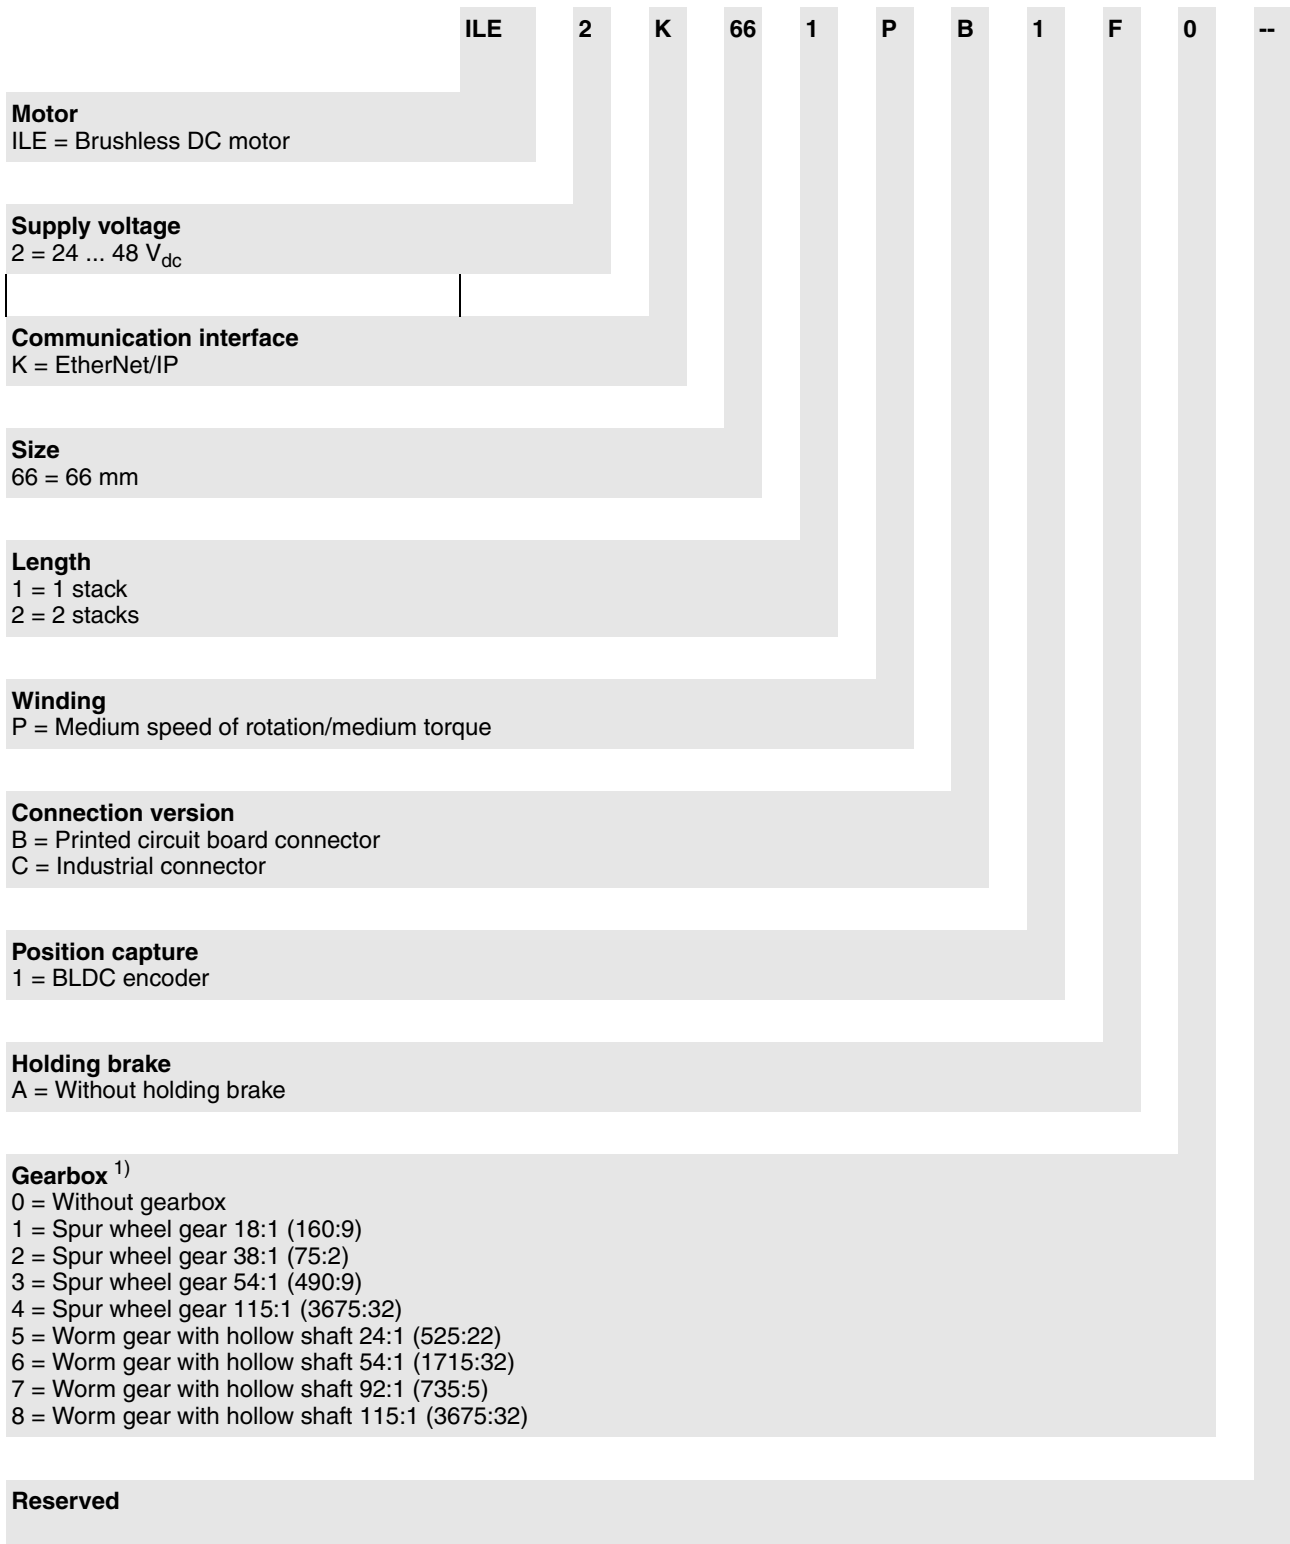 ILE 2 K 66 1 P B 1 F 0 --
Motor
ILE = Brushless DC motor
Supply voltage
2 = 24 ... 48 Vdc
Communication interface
K = EtherNet/IP
Size
66 = 66 mm
Length
1 = 1 stack
2 = 2 stacks
Winding
P = Medium speed of rotation/medium torque
Connection version
B = Printed circuit board connector
C = Industrial connector
Position capture
1 = BLDC encoder
Holding brake
A = Without holding brake
Gearbox 1)
0 = Without gearbox
1 = Spur wheel gear 18:1 (160:9)
2 = Spur wheel gear 38:1 (75:2)
3 = Spur wheel gear 54:1 (490:9)
4 = Spur wheel gear 115:1 (3675:32)
5 = Worm gear with hollow shaft 24:1 (525:22)
6 = Worm gear with hollow shaft 54:1 (1715:32)
7 = Worm gear with hollow shaft 92:1 (735:5)
8 = Worm gear with hollow shaft 115:1 (3675:32)
Reserved